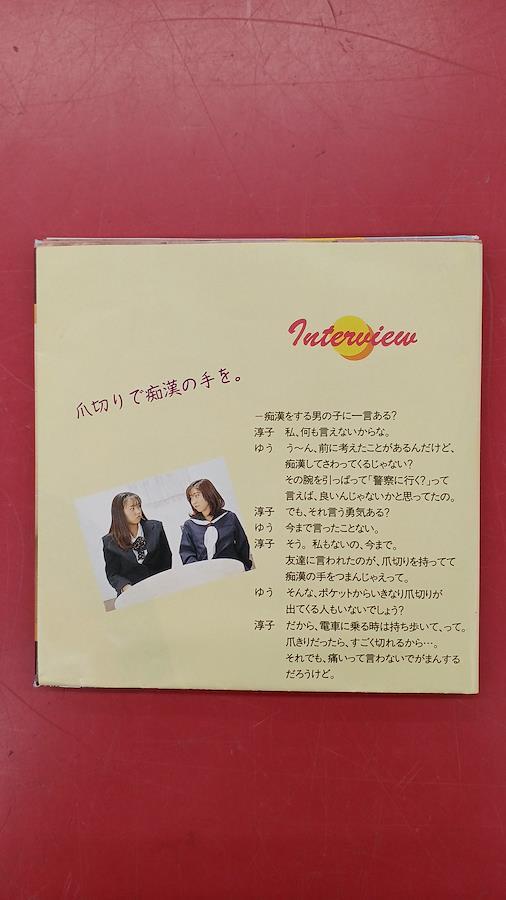 Interview
爪切りで痴漢の手を。
－痴漢をする男の子に一言ある?
淳子 私、何も言えないからな。
ゆう う～ん、前に考えたことがあるんだけど、
痴漢してさわってくるじゃない?
その腕を引っぱって「警察に行く?」って
言えば、良いんじゃないかと思ってたの。
淳子 でも、それ言う勇気ある?
ゆう 今まで言ったことない。
淳子 そう。私もないの、今まで。
友達に言われたのが、爪切りを持ってて
痴漢の手をつまんじゃえって。
ゆう そんな、ポケットからいきなり爪切りが
出てくる人もいないでしょう?
淳子 だから、電車に乗る時は持ち歩いて、って。
爪きりだったら、すごく切れるから…。
それでも、痛いって言わないでがまんする
だろうけど。